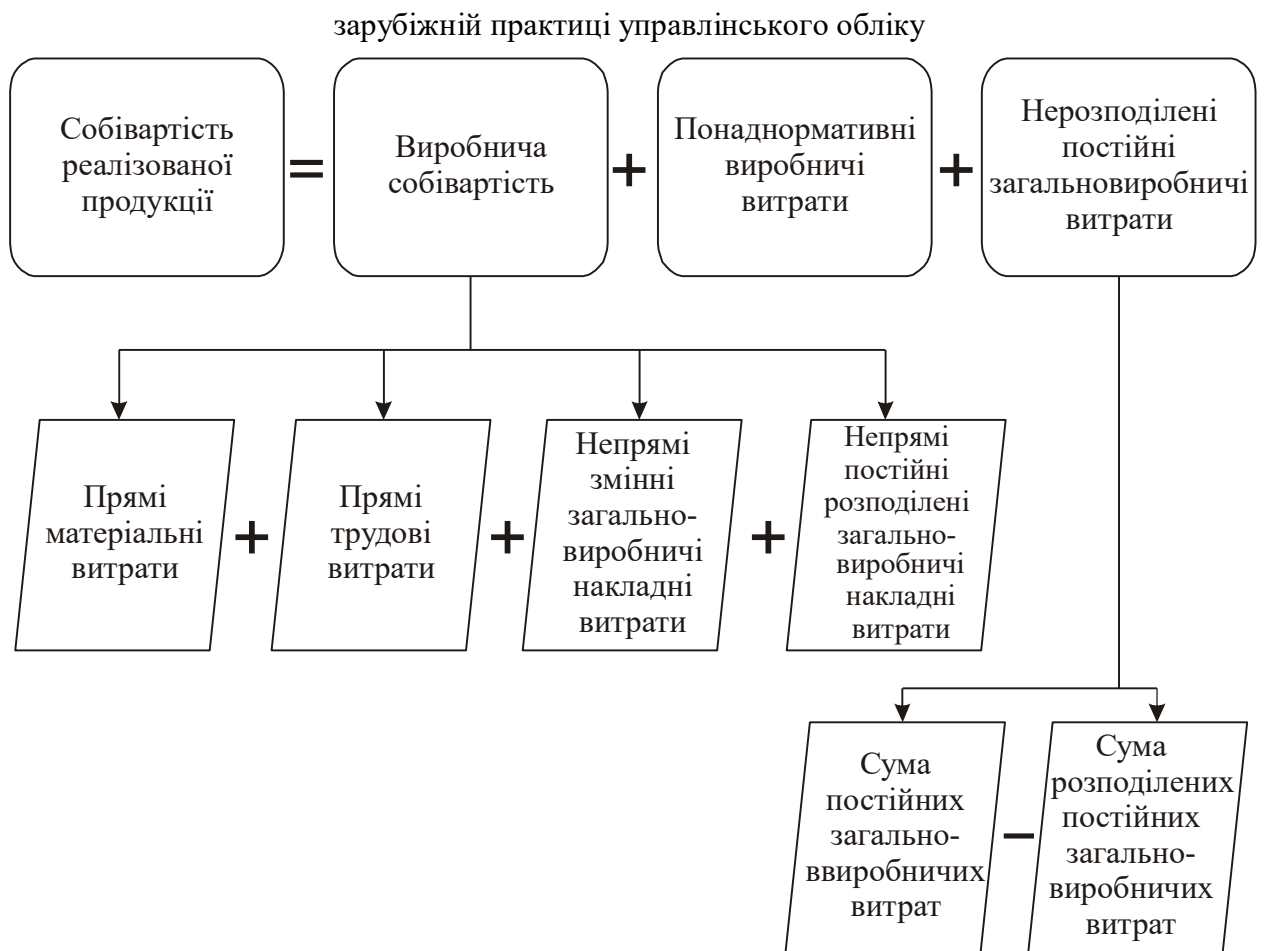 зарубіжній практиці управлінського обліку
Собівартість
реалізованої
продукції
=
Виробнича
собівартість
+
Понаднормативні
виробничі
витрати
+
Нерозподілені
постійні
загальновиробничі
витрати
Прямі
матеріальні
витрати
+
Прямі
трудові
витрати
+
Непрямі
змінні
загально-
виробничі
накладні
витрати
+
Непрямі
постійні
розподілені
загально-
виробничі
накладні
витрати
Сума
постійних
загально-
ввиробничих
витрат
−
Сума
розподілених
постійних
загально-
виробничих
витрат